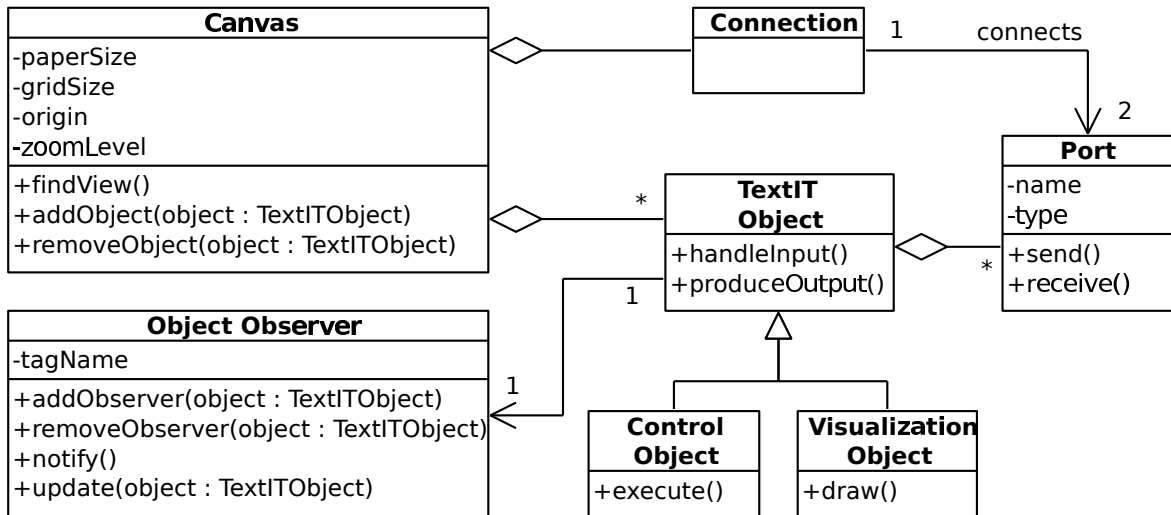 Canvas
-paperSize
-gridSize
-origin
-zoomLevel
+findView()
+addObject(object : TextITObject)
+removeObject(object : TextITObject)
Connection
1
connects
2
Port
-name
-type
+send()
+receive()
*
TextIT
Object
+handleInput()
+produceOutput()
*
1
Object Observer
-tagName
+addObserver(object : TextITObject)
+removeObserver(object : TextITObject)
+notify()
+update(object : TextITObject)
1
Control
Object
+execute()
Visualization
Object
+draw()